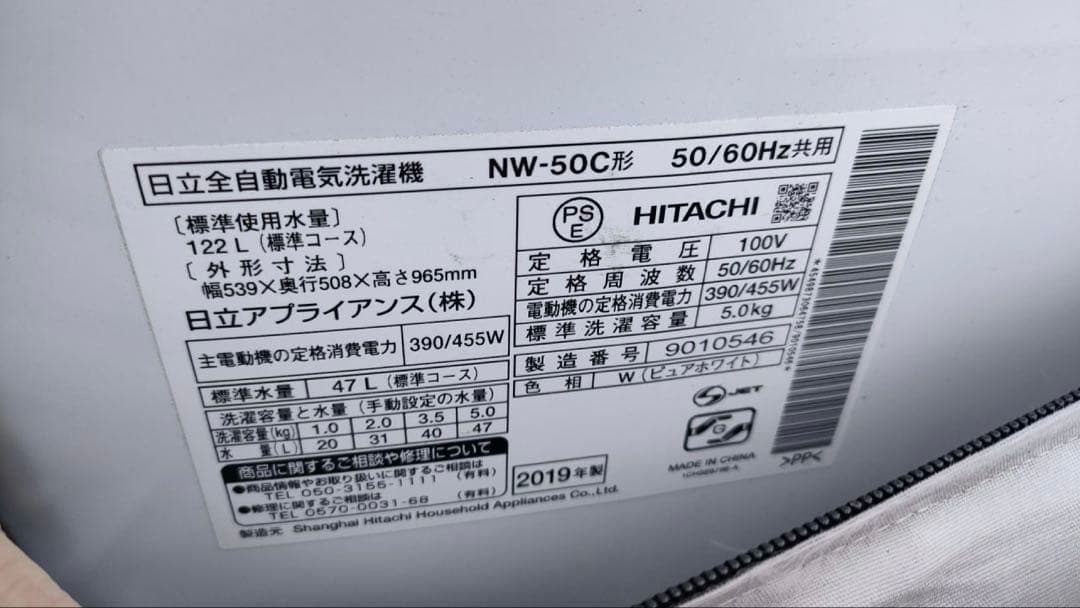 日立全自動電気洗濯機 NW-50C形 50/60Hz共用
〔標準使用水量〕
122 L (標準コース)
〔外形寸法〕
幅539×奥行508×高さ965mm
日立アプライアンス(株)
主電動機の定格消費電力 390/455W
標準水量 47 L (標準コース)
洗濯容量と水量 (手動設定の水量)
洗濯容量(kg) 1.0 2.0 3.5 5.0
水量(L) 20 31 40 47
商品に関するご相談や修理について
●商品情報やお取り扱いに関するご相談は
TEL 050-3155-1111 (有料)
●修理に関するご相談は
TEL 0570-0031-68 (有料)
製造元 Shanghai Hitachi Household Appliances Co., Ltd.
PS
E
HITACHI
定格電圧 100V
定格周波数 50/60Hz
電動機の定格消費電力 390/455W
標準洗濯容量 5.0kg
製造番号 9010546
色相 W (ピュアホワイト)
S JET
G
2019年製
MADE IN CHINA
>PP<